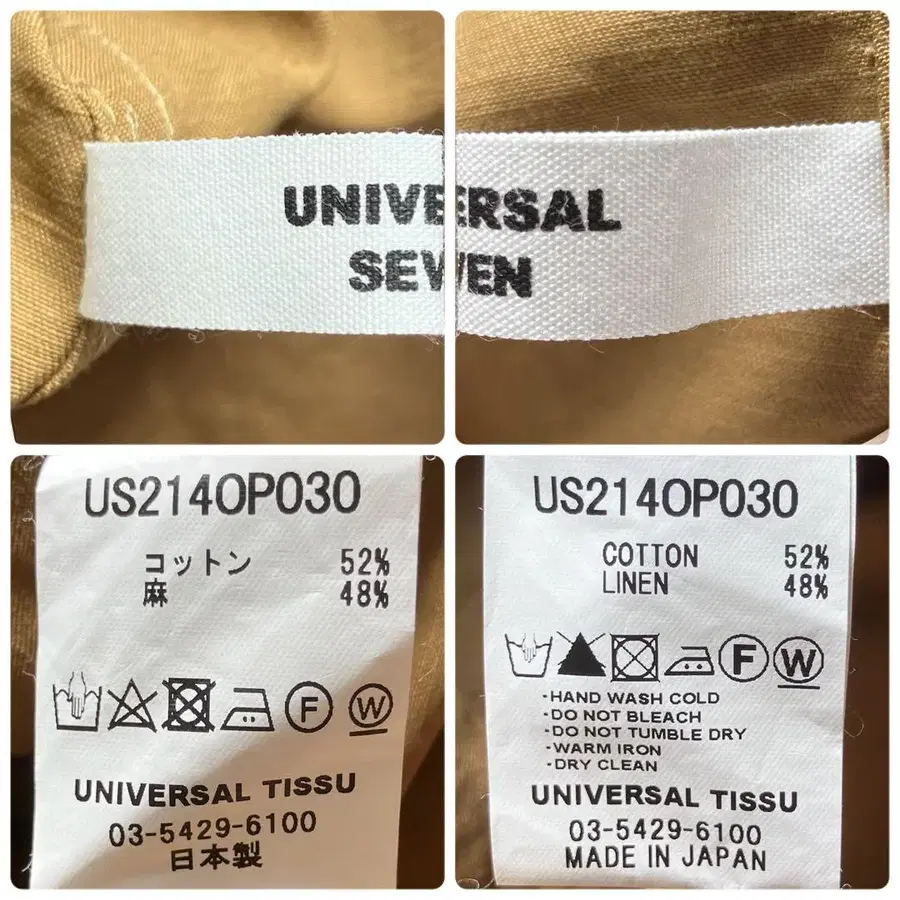 UNIVERSAL
SEVEN
US214OP030
コットン 52%
麻 48%
F
W
UNIVERSAL TISSU
03-5429-6100
日本製
US214OP030
COTTON 52%
LINEN 48%
F
W
・HAND WASH COLD
・DO NOT BLEACH
・DO NOT TUMBLE DRY
・WARM IRON
・DRY CLEAN
UNIVERSAL TISSU
03-5429-6100
MADE IN JAPAN